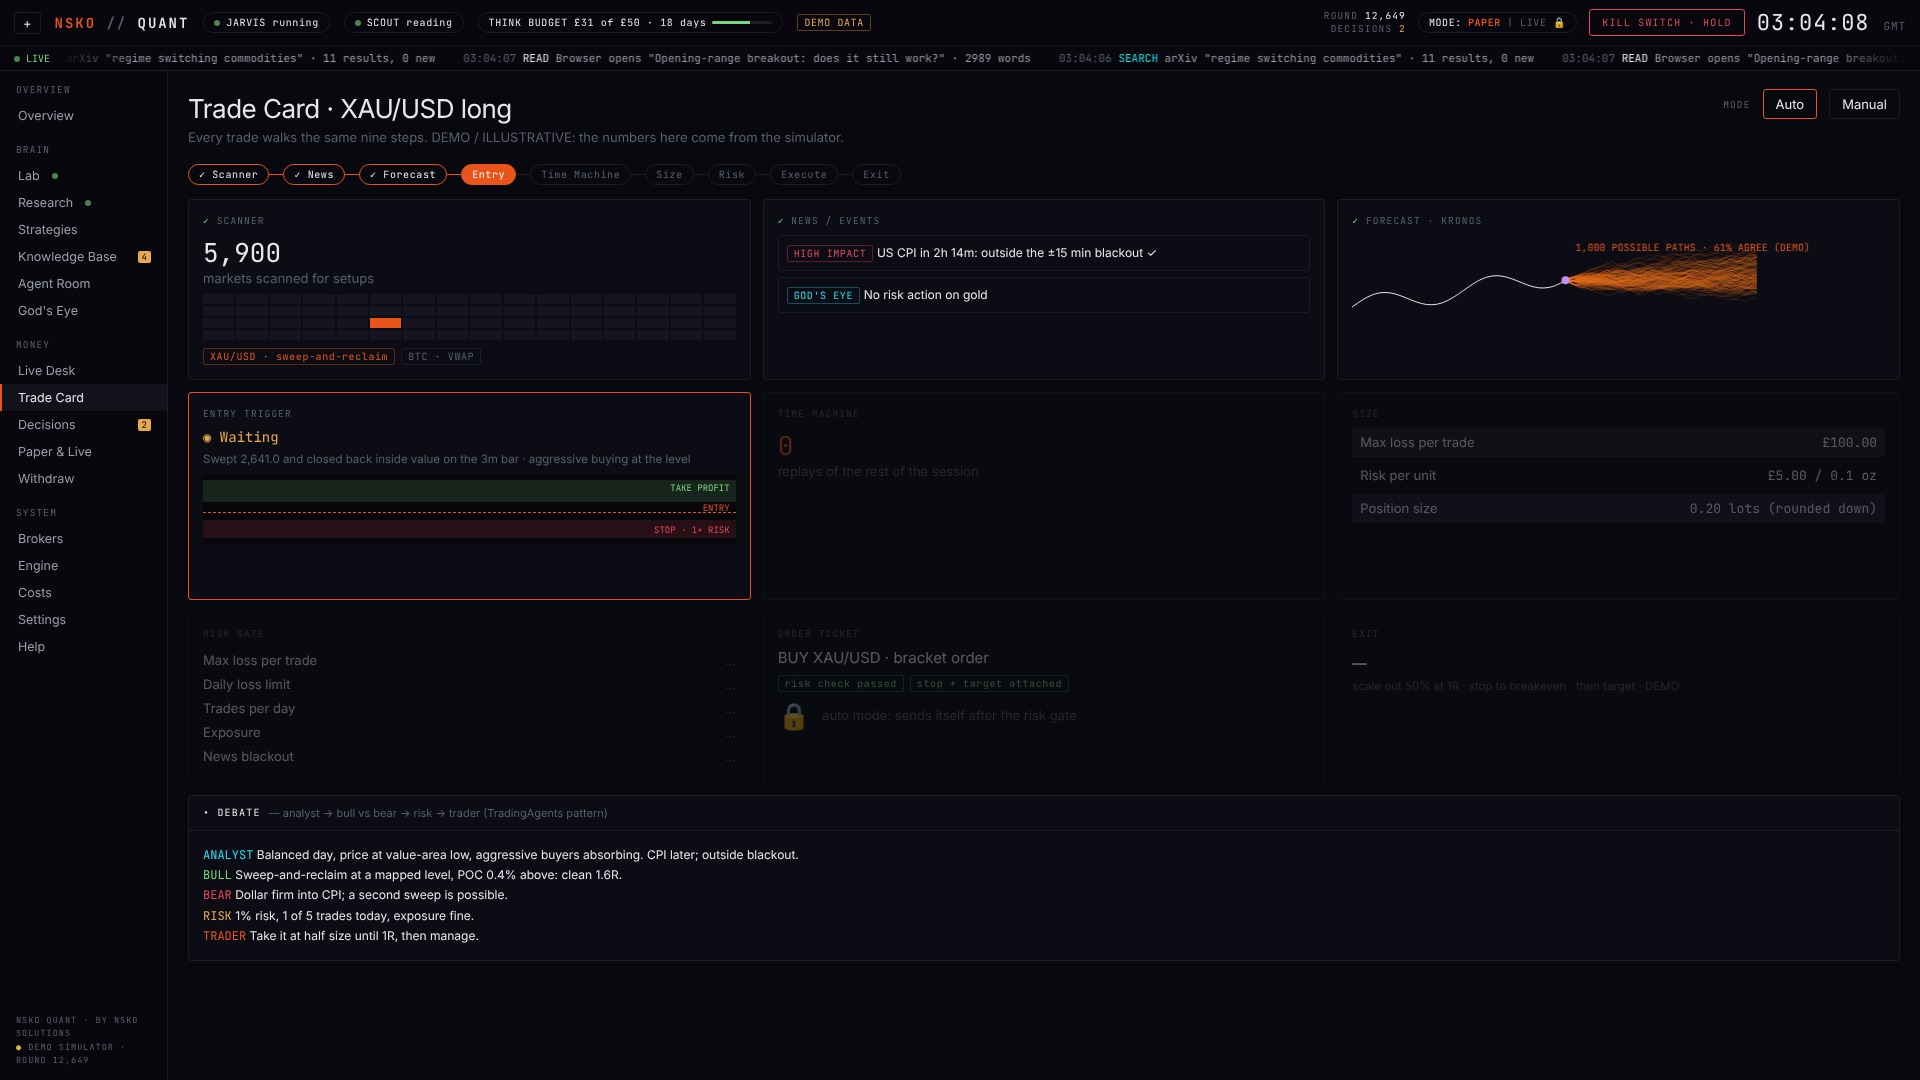 + NSKO // QUANT JARVIS running SCOUT reading THINK BUDGET £31 of £50 · 18 days DEMO DATA ROUND 12,649 DECISIONS 2 MODE: PAPER | LIVE 🔒 KILL SWITCH · HOLD 03:04:08 GMT
LIVE arXiv "regime switching commodities" · 11 results, 0 new 03:04:07 READ Browser opens "Opening-range breakout: does it still work?" · 2989 words 03:04:06 SEARCH arXiv "regime switching commodities" · 11 results, 0 new 03:04:07 READ Browser opens "Opening-range breakout:
OVERVIEW
Overview
BRAIN
Lab
Research
Strategies
Knowledge Base 4
Agent Room
God's Eye
MONEY
Live Desk
Trade Card
Decisions 2
Paper & Live
Withdraw
SYSTEM
Brokers
Engine
Costs
Settings
Help
NSKO QUANT · BY NSKO
SOLUTIONS
DEMO SIMULATOR ·
ROUND 12,649
Trade Card · XAU/USD long
MODE Auto Manual
Every trade walks the same nine steps. DEMO / ILLUSTRATIVE: the numbers here come from the simulator.
✓ Scanner ✓ News ✓ Forecast Entry Time Machine Size Risk Execute Exit
✓ SCANNER
5,900
markets scanned for setups
XAU/USD · sweep-and-reclaim BTC · VWAP
✓ NEWS / EVENTS
HIGH IMPACT US CPI in 2h 14m: outside the ±15 min blackout ✓
GOD'S EYE No risk action on gold
✓ FORECAST · KRONOS
1,000 POSSIBLE PATHS · 61% AGREE (DEMO)
ENTRY TRIGGER
◉ Waiting
Swept 2,641.0 and closed back inside value on the 3m bar · aggressive buying at the level
TAKE PROFIT
ENTRY
STOP · 1× RISK
TIME MACHINE
0
replays of the rest of the session
SIZE
Max loss per trade £100.00
Risk per unit £5.00 / 0.1 oz
Position size 0.20 lots (rounded down)
RISK GATE
Max loss per trade ...
Daily loss limit ...
Trades per day ...
Exposure ...
News blackout ...
ORDER TICKET
BUY XAU/USD · bracket order
risk check passed stop + target attached
🔒 auto mode: sends itself after the risk gate
EXIT
—
scale out 50% at 1R · stop to breakeven · then target · DEMO
• DEBATE — analyst → bull vs bear → risk → trader (TradingAgents pattern)
ANALYST Balanced day, price at value-area low, aggressive buyers absorbing. CPI later; outside blackout.
BULL Sweep-and-reclaim at a mapped level, POC 0.4% above: clean 1.6R.
BEAR Dollar firm into CPI; a second sweep is possible.
RISK 1% risk, 1 of 5 trades today, exposure fine.
TRADER Take it at half size until 1R, then manage.